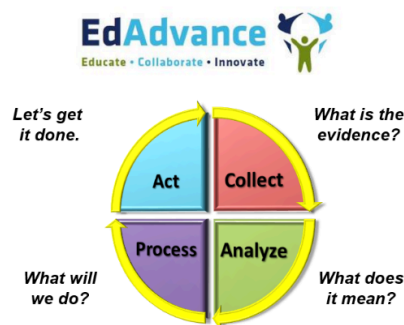 EdAdvance
Educate • Collaborate • Innovate
Let's get
it done.
What is the
evidence?
Act
Collect
Process
Analyze
What will
we do?
What does
it mean?